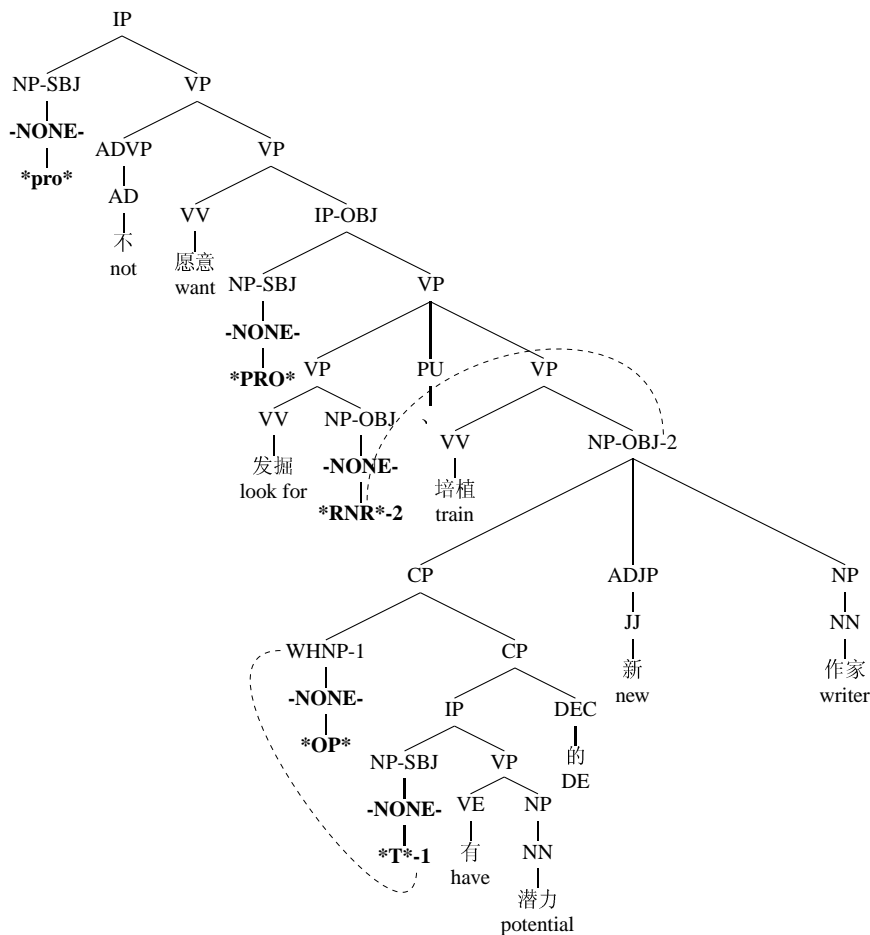 IP
NP-SBJ VP
-NONE-
ADVP VP
*pro*
AD VV IP-OBJ
不 愿意
not want NP-SBJ VP
-NONE-
*PRO* VP PU VP
VV NP-OBJ 、 VV NP-OBJ-2
发掘 -NONE- 培植
look for train
*RNR*-2
CP ADJP NP
JJ NN
WHNP-1 CP 新 作家
-NONE- new writer
IP DEC
*OP* 的
NP-SBJ VP DE
-NONE- VE NP
*T*-1 有 NN
have
潜力
potential